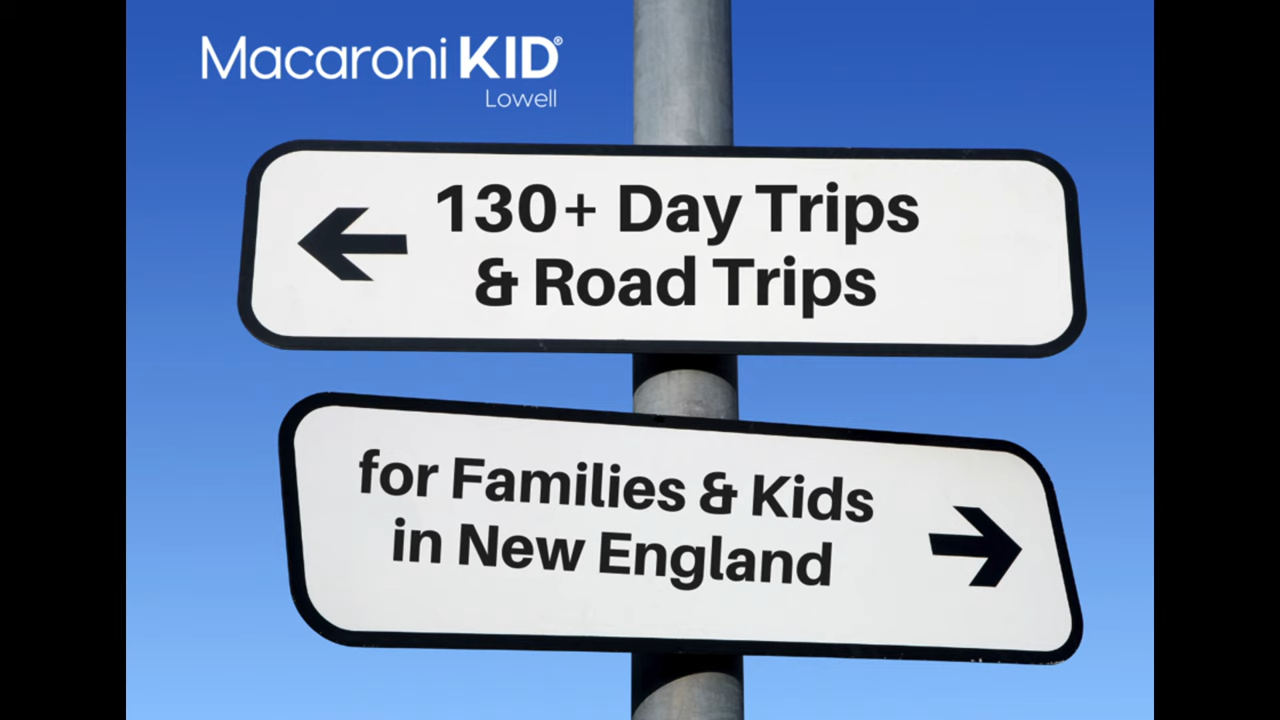 Macaroni KID®
Lowell
130+ Day Trips
& Road Trips
for Families & Kids
in New England